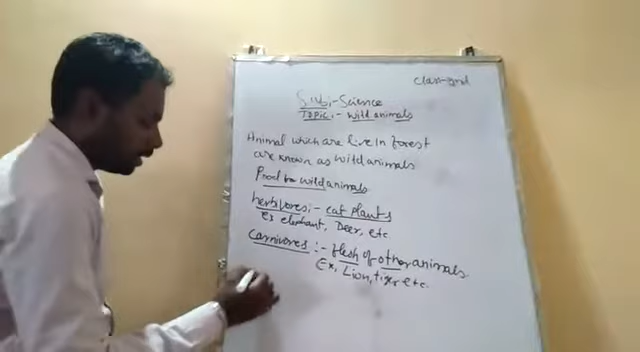 class-2nd
Sub:- Science
Topic:- wild animals
Animal which are live in forest
are known as wild animals
Food for wild animals
herbivores:- eat plants
Ex elephant, Deer, etc.
Carnivores:- flesh of other animals.
Ex, Lion, tiger etc.